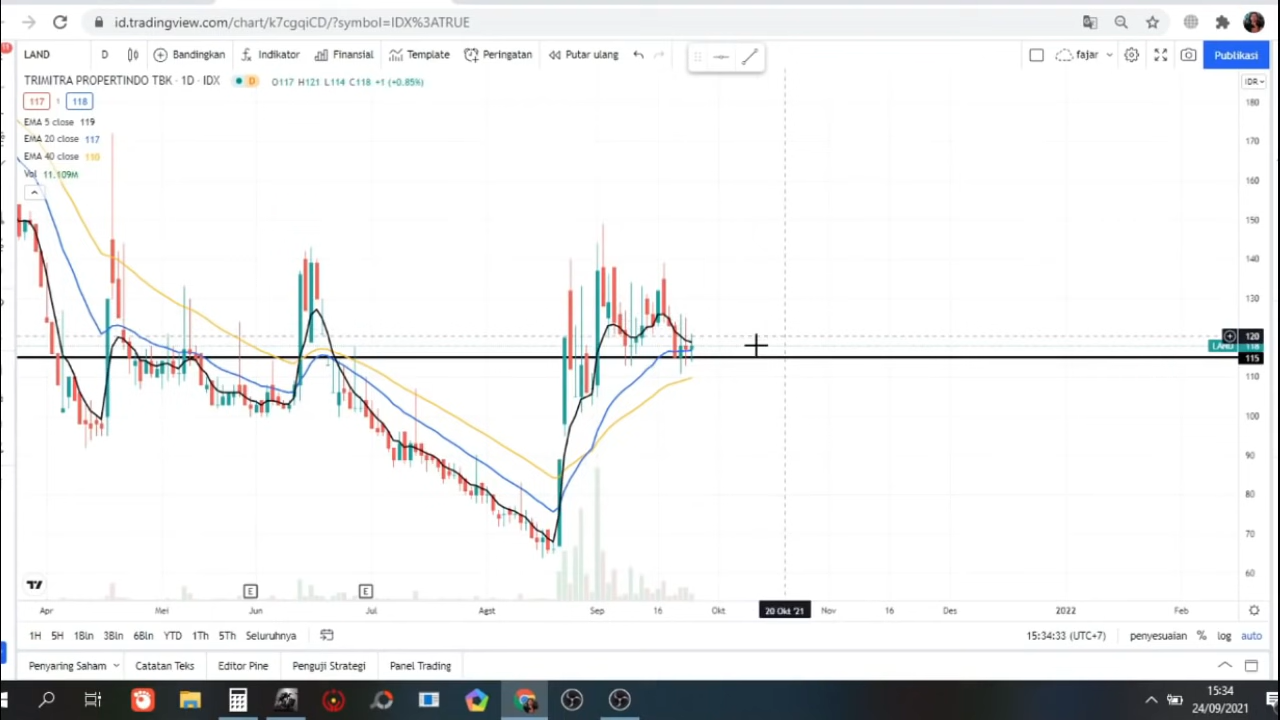 id.tradingview.com/chart/k7cgqiCD/?symbol=IDX%3ATRUE
LAND D Bandingkan Indikator Finansial Template Peringatan Putar ulang fajar Publikasi
TRIMITRA PROPERTINDO TBK · 1D · IDX O117 H121 L114 C118 +1 (+0.85%) IDR
117 1 118
EMA 5 close 119
EMA 20 close 117
EMA 40 close 110
Vol 11.109M
180
170
160
150
140
130
120
LAND 118
115
110
100
90
80
70
60
E E
Apr Mei Jun Jul Agst Sep 16 Okt 20 Okt '21 Nov 16 Des 2022 Feb
1H 5H 1Bln 3Bln 6Bln YTD 1Th 5Th Seluruhnya 15:34:33 (UTC+7) penyesuaian % log auto
Penyaring Saham Catatan Teks Editor Pine Penguji Strategi Panel Trading
15:34
24/09/2021